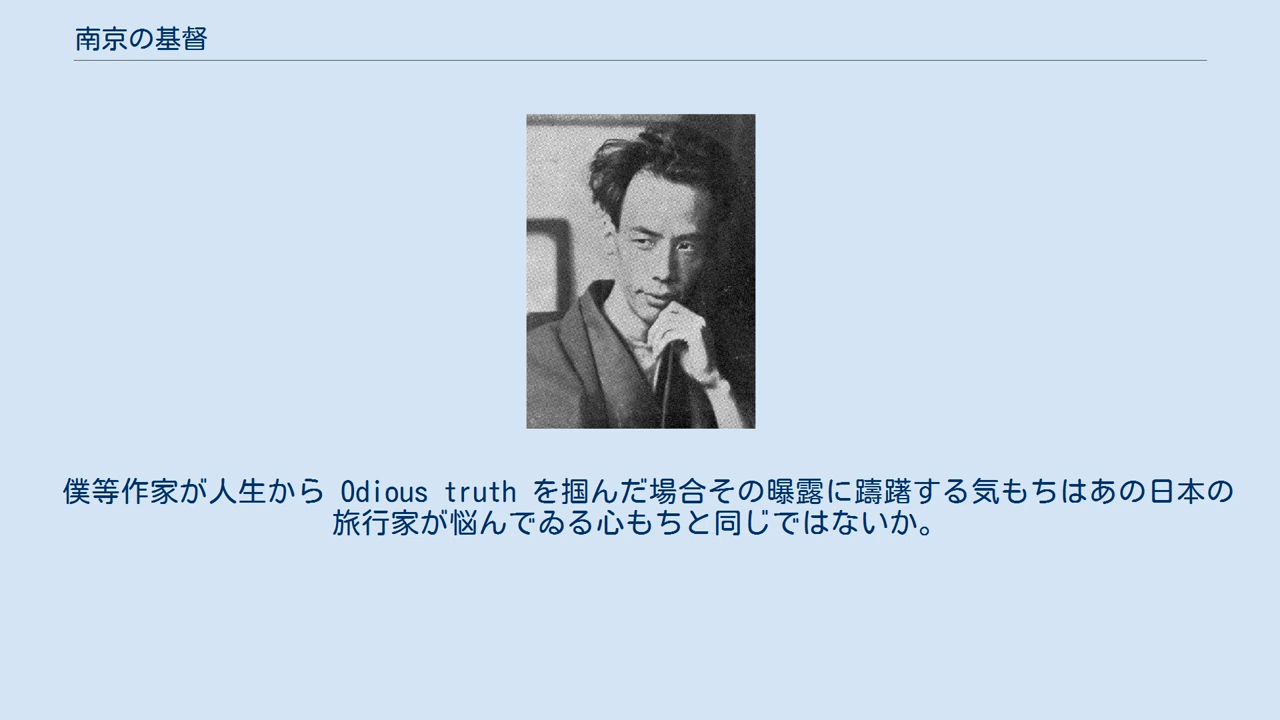 南京の基督
僕等作家が人生から Odious truth を掴んだ場合その曝露に躊躇する気もちはあの日本の
旅行家が悩んでゐる心もちと同じではないか。